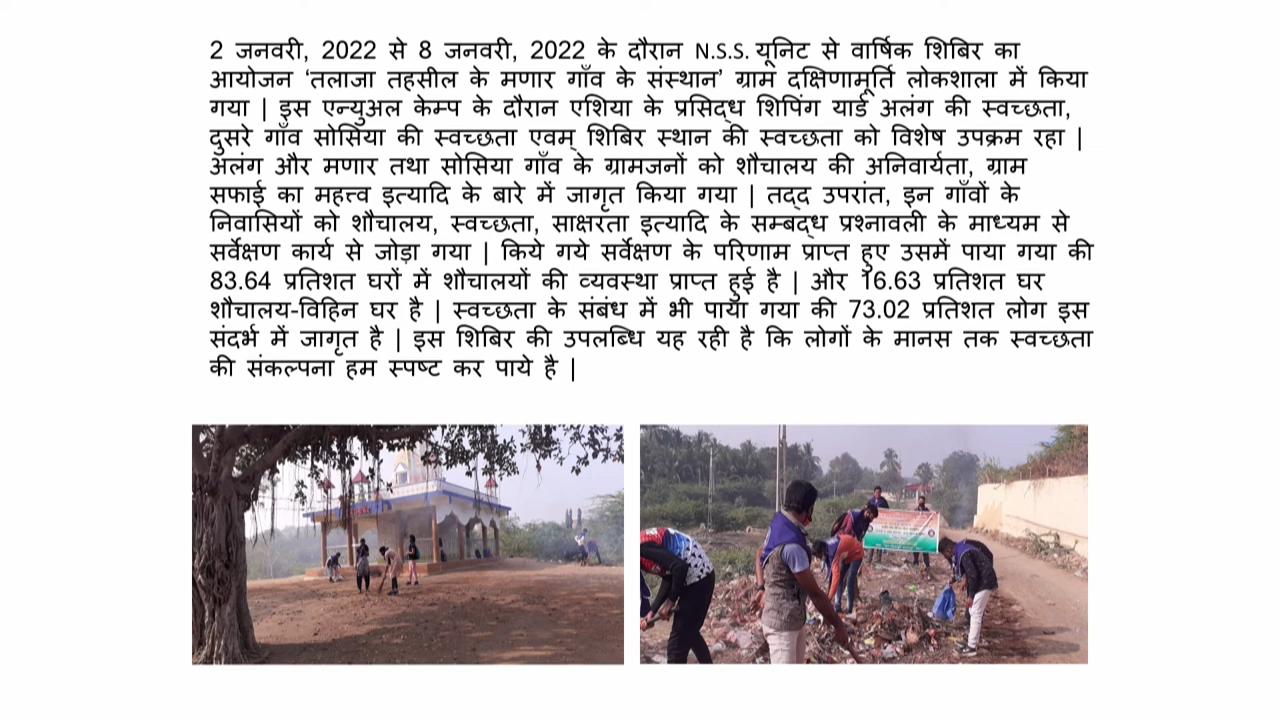 2 जनवरी, 2022 से 8 जनवरी, 2022 के दौरान N.S.S. यूनिट से वार्षिक शिबिर का
आयोजन ‘तलाजा तहसील के मणार गाँव के संस्थान’ ग्राम दक्षिणामूर्ति लोकशाला में किया
गया | इस एन्युअल केम्प के दौरान एशिया के प्रसिद्ध शिपिंग यार्ड अलंग की स्वच्छता,
दुसरे गाँव सोसिया की स्वच्छता एवम् शिबिर स्थान की स्वच्छता को विशेष उपक्रम रहा |
अलंग और मणार तथा सोसिया गाँव के ग्रामजनों को शौचालय की अनिवार्यता, ग्राम
सफाई का महत्त्व इत्यादि के बारे में जागृत किया गया | तद्द उपरांत, इन गाँवों के
निवासियों को शौचालय, स्वच्छता, साक्षरता इत्यादि के सम्बद्ध प्रश्नावली के माध्यम से
सर्वेक्षण कार्य से जोड़ा गया | किये गये सर्वेक्षण के परिणाम प्राप्त हुए उसमें पाया गया की
83.64 प्रतिशत घरों में शौचालयों की व्यवस्था प्राप्त हुई है | और 16.63 प्रतिशत घर
शौचालय-विहिन घर है | स्वच्छता के संबंध में भी पाया गया की 73.02 प्रतिशत लोग इस
संदर्भ में जागृत है | इस शिबिर की उपलब्धि यह रही है कि लोगों के मानस तक स्वच्छता
की संकल्पना हम स्पष्ट कर पाये है |